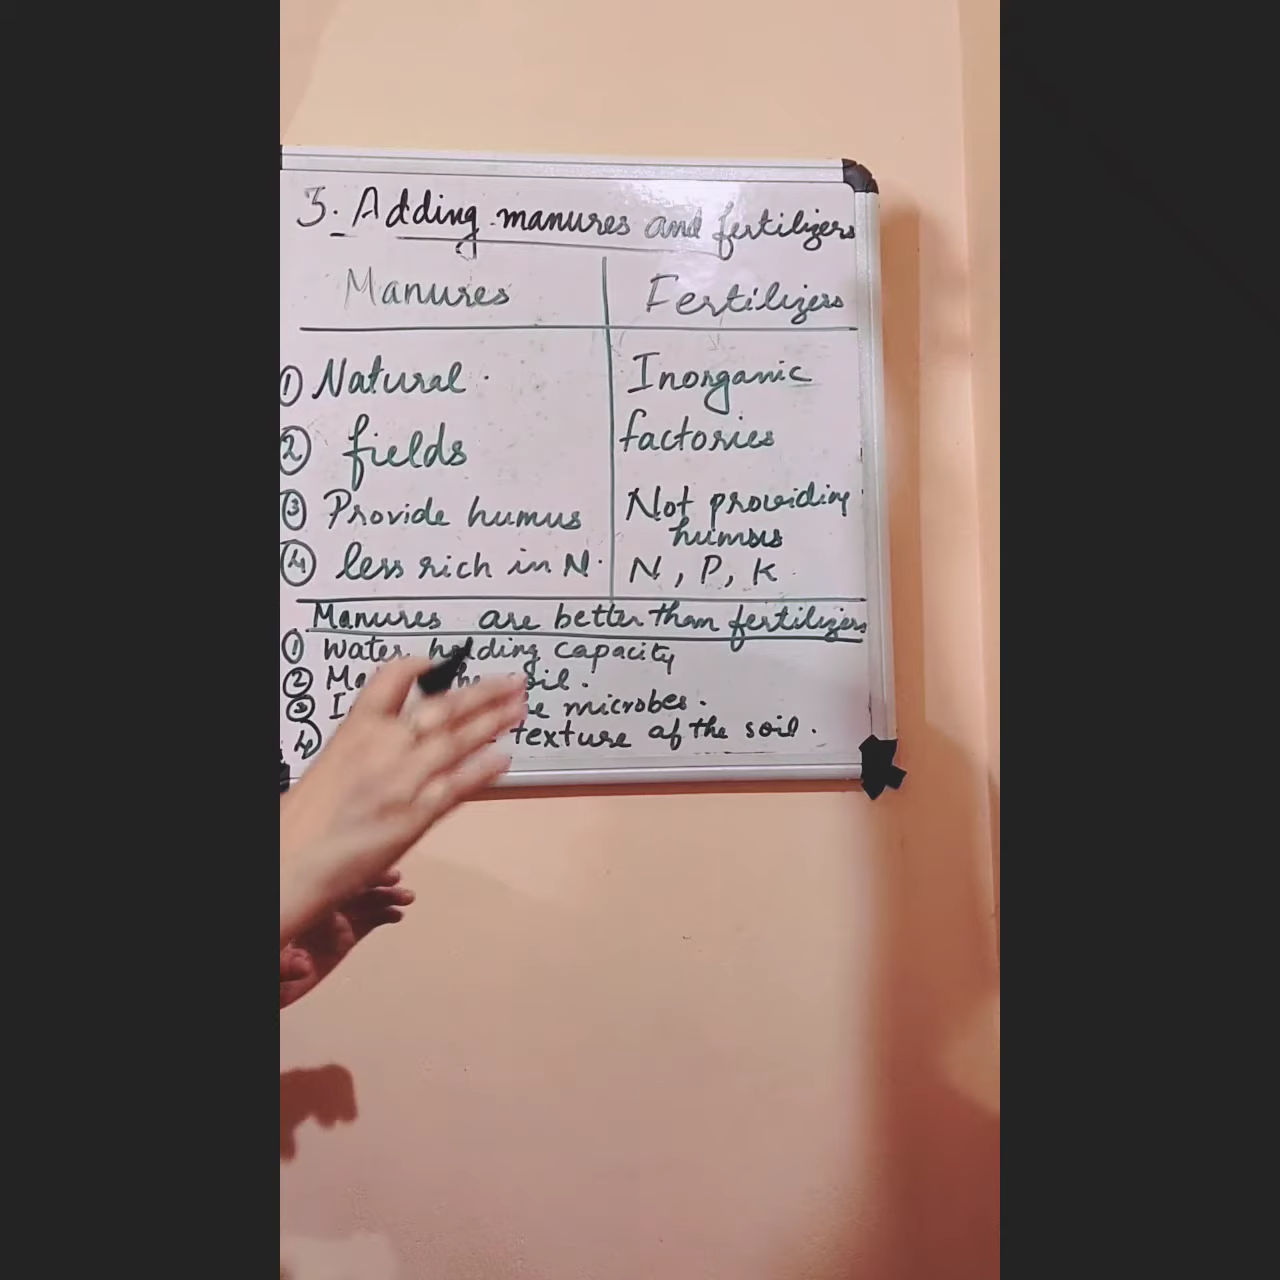 3. Adding manures and fertilizers
Manures Fertilizers
① Natural. Inorganic
② fields factories
③ Provide humus Not providing
humus
④ less rich in N. N, P, K
Manures are better than fertilizers
① Water holding capacity
② soil.
③ microbes.
④ texture of the soil.